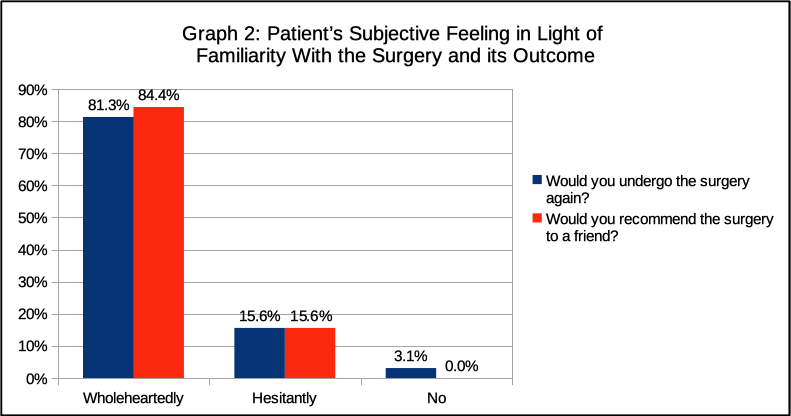 Graph 2: Patient's Subjective Feeling in Light of
Familiarity With the Surgery and its Outcome
90%
80%
70%
60%
50%
40%
30%
20%
10%
0%
81.3%
84.4%
15.6%
15.6%
3.1%
0.0%
Wholeheartedly
Hesitantly
No
Would you undergo the surgery
again?
Would you recommend the surgery
to a friend?